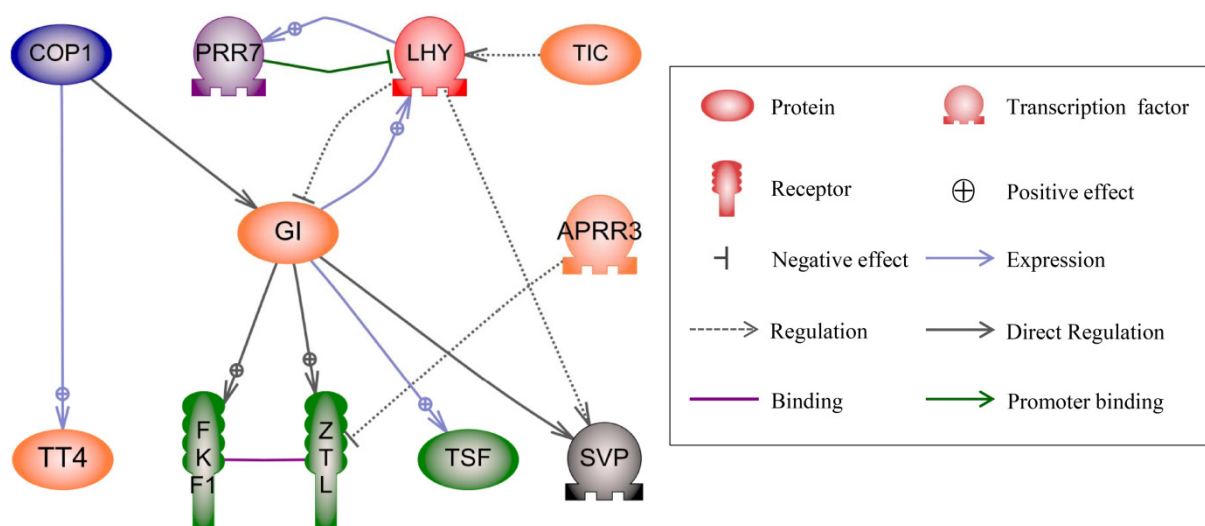 COP1
PRR7
LHY
TIC
GI
APRR3
TT4
F
K
F1
Z
T
L
TSF
SVP
Protein
Transcription factor
Receptor
Positive effect
Negative effect
Expression
Regulation
Direct Regulation
Binding
Promoter binding